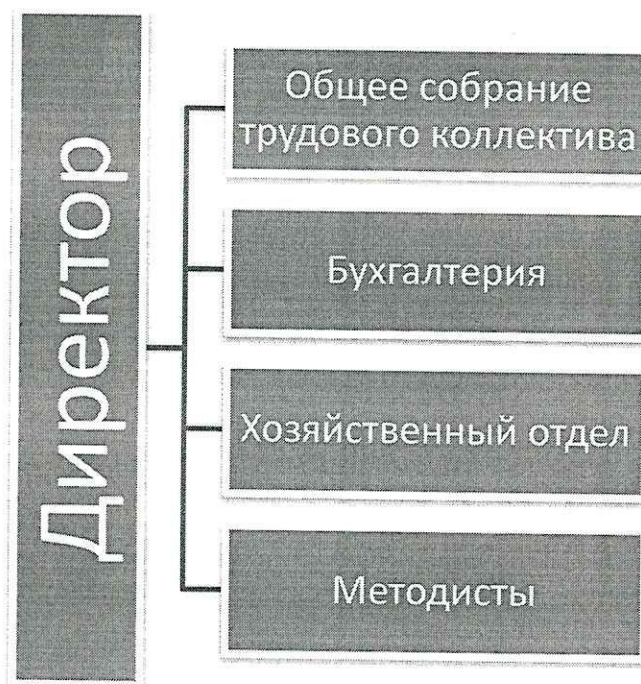 Директор
Общее собрание
трудового коллектива
Бухгалтерия
Хозяйственный отдел
Методисты